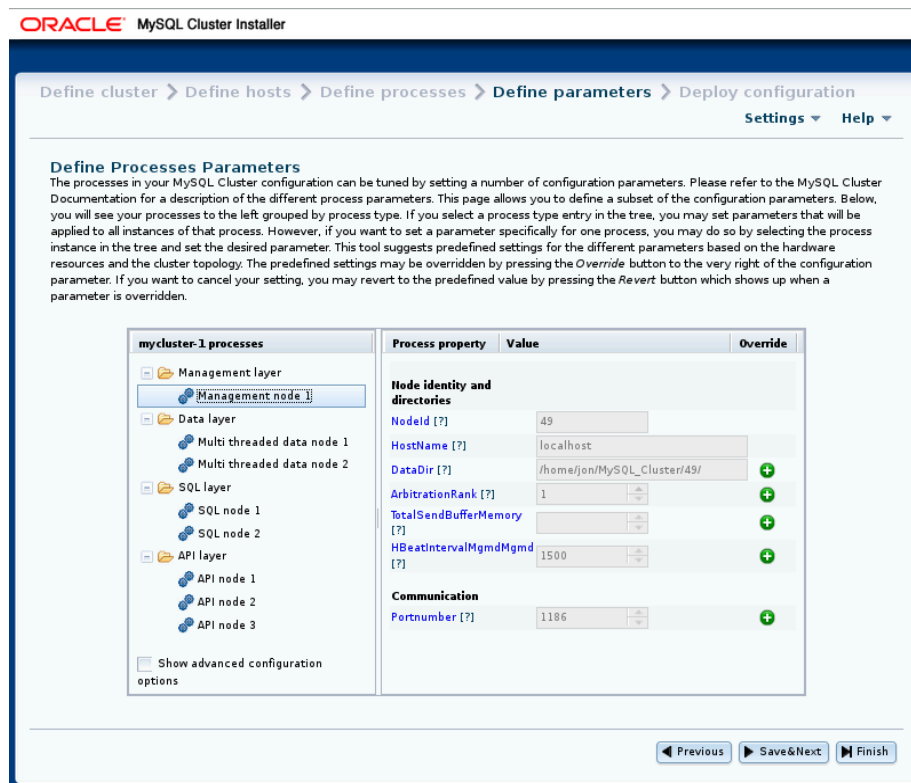 ORACLE® MySQL Cluster Installer
Define cluster > Define hosts > Define processes > Define parameters > Deploy configuration
Settings Help
Define Processes Parameters
The processes in your MySQL Cluster configuration can be tuned by setting a number of configuration parameters. Please refer to the MySQL Cluster
Documentation for a description of the different process parameters. This page allows you to define a subset of the configuration parameters. Below,
you will see your processes to the left grouped by process type. If you select a process type entry in the tree, you may set parameters that will be
applied to all instances of that process. However, if you want to set a parameter specifically for one process, you may do so by selecting the process
instance in the tree and set the desired parameter. This tool suggests predefined settings for the different parameters based on the hardware
resources and the cluster topology. The predefined settings may be overridden by pressing the Override button to the very right of the configuration
parameter. If you want to cancel your setting, you may revert to the predefined value by pressing the Revert button which shows up when a
parameter is overridden.
mycluster-1 processes
Management layer
Management node 1
Data layer
Multi threaded data node 1
Multi threaded data node 2
SQL layer
SQL node 1
SQL node 2
API layer
API node 1
API node 2
API node 3
Show advanced configuration
options
Process property Value Override
Node identity and
directories
NodeId [?] 49
HostName [?] localhost
DataDir [?] /home/jon/MySQL_Cluster/49/
ArbitrationRank [?] 1
TotalSendBufferMemory
[?]
HBeatIntervalMgmdMgmd 1500
[?]
Communication
Portnumber [?] 1186
Previous Save&Next Finish